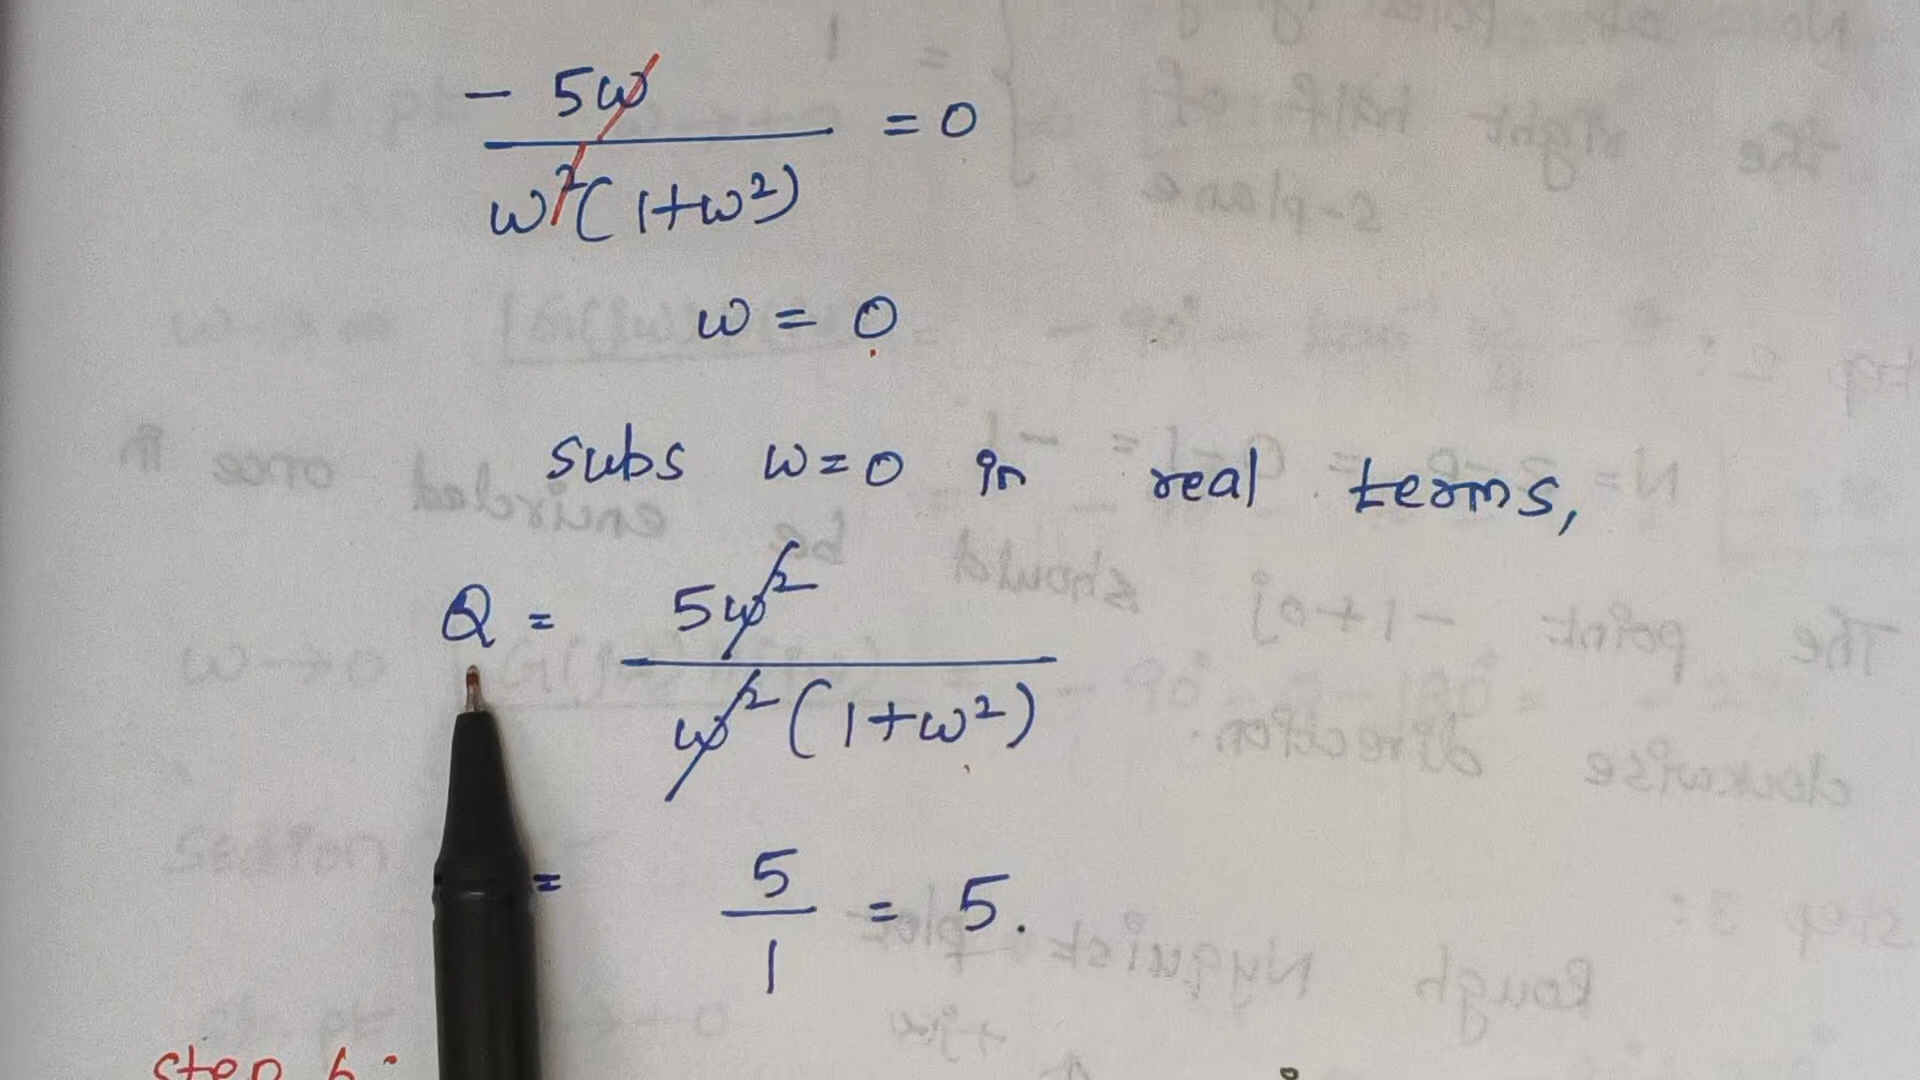 - 5ω / ω²(1+ω²) = 0
ω = 0
subs ω=0 in real terms,
Q = 5ω² / ω²(1+ω²)
= 5/1 = 5.
step 6: